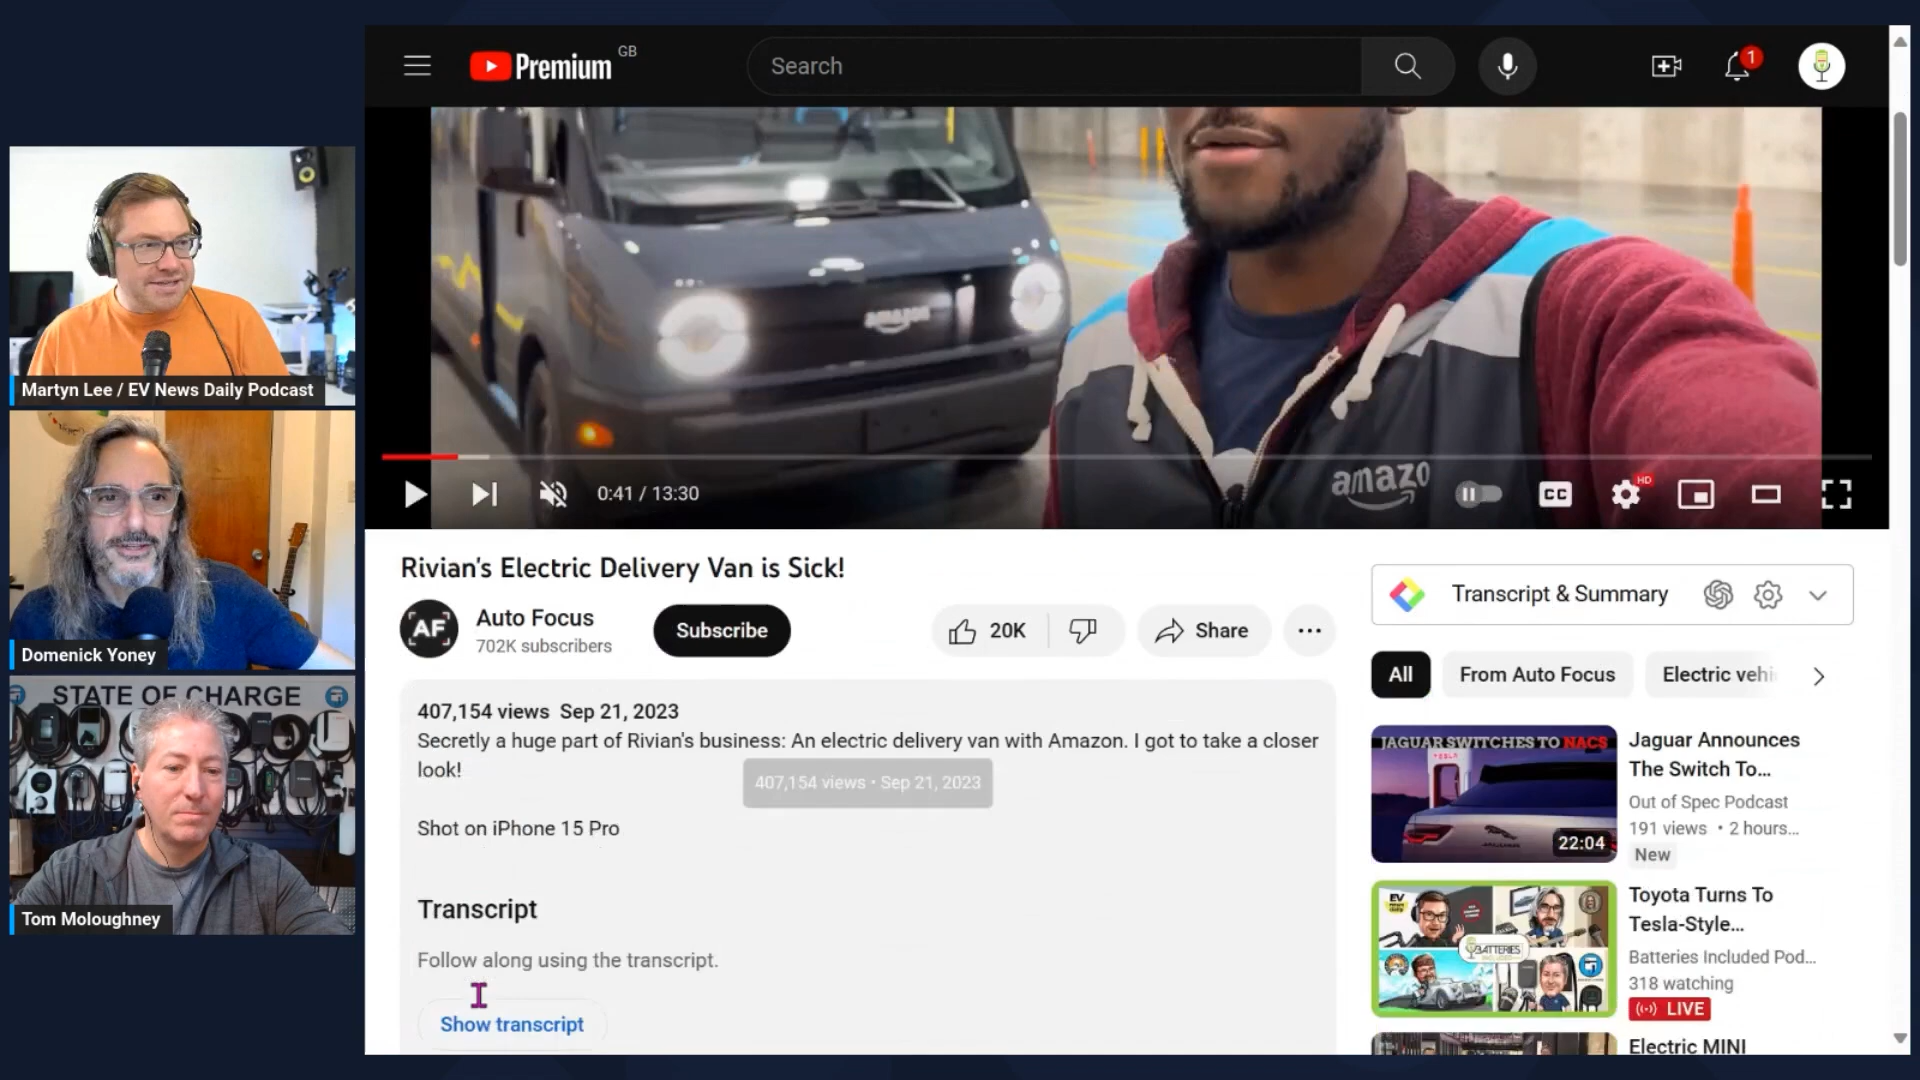 Premium
GB
Search
1
Martyn Lee / EV News Daily Podcast
Domenick Yoney
STATE OF CHARGE
Tom Moloughney
amazon
amazo
0:41 / 13:30
CC
HD
Rivian's Electric Delivery Van is Sick!
AF
Auto Focus
702K subscribers
Subscribe
20K
Share
407,154 views Sep 21, 2023
Secretly a huge part of Rivian's business: An electric delivery van with Amazon. I got to take a closer
look!
407,154 views • Sep 21, 2023
Shot on iPhone 15 Pro
Transcript
Follow along using the transcript.
Show transcript
Transcript & Summary
All
From Auto Focus
Electric vehi
JAGUAR SWITCHES TO NACS
TESLA
22:04
Jaguar Announces
The Switch To...
Out of Spec Podcast
191 views • 2 hours...
New
EV
BATTERIES
Toyota Turns To
Tesla-Style...
Batteries Included Pod...
318 watching
LIVE
Electric MINI